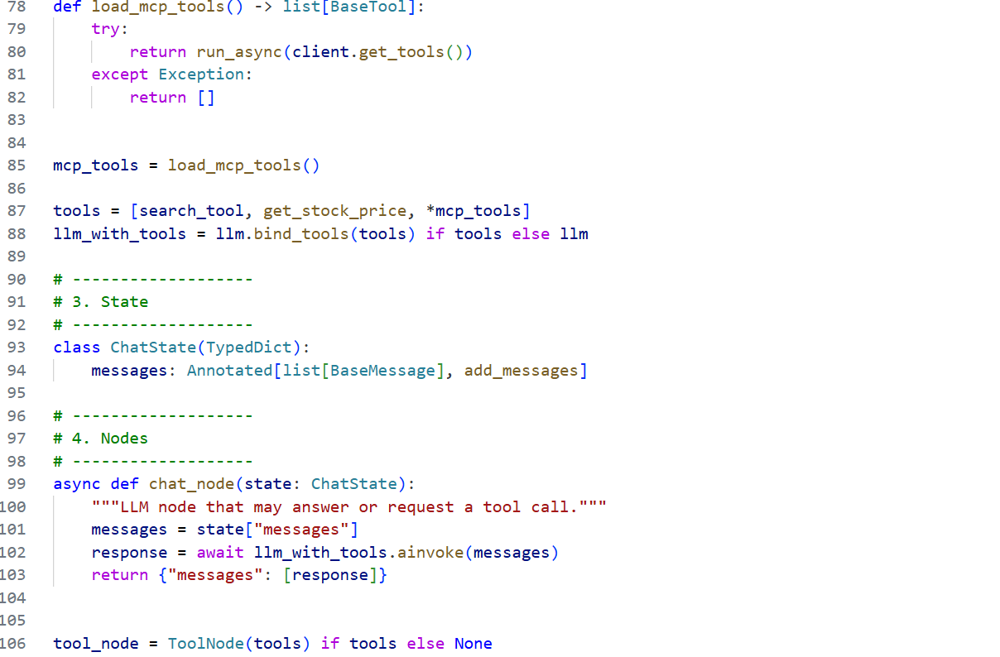 78 def load_mcp_tools() -> list[BaseTool]:
79     try:
80         return run_async(client.get_tools())
81     except Exception:
82         return []
83
84
85 mcp_tools = load_mcp_tools()
86
87 tools = [search_tool, get_stock_price, *mcp_tools]
88 llm_with_tools = llm.bind_tools(tools) if tools else llm
89
90 # -------------------
91 # 3. State
92 # -------------------
93 class ChatState(TypedDict):
94     messages: Annotated[list[BaseMessage], add_messages]
95
96 # -------------------
97 # 4. Nodes
98 # -------------------
99 async def chat_node(state: ChatState):
100     """LLM node that may answer or request a tool call."""
101     messages = state["messages"]
102     response = await llm_with_tools.ainvoke(messages)
103     return {"messages": [response]}
104
105
106 tool_node = ToolNode(tools) if tools else None